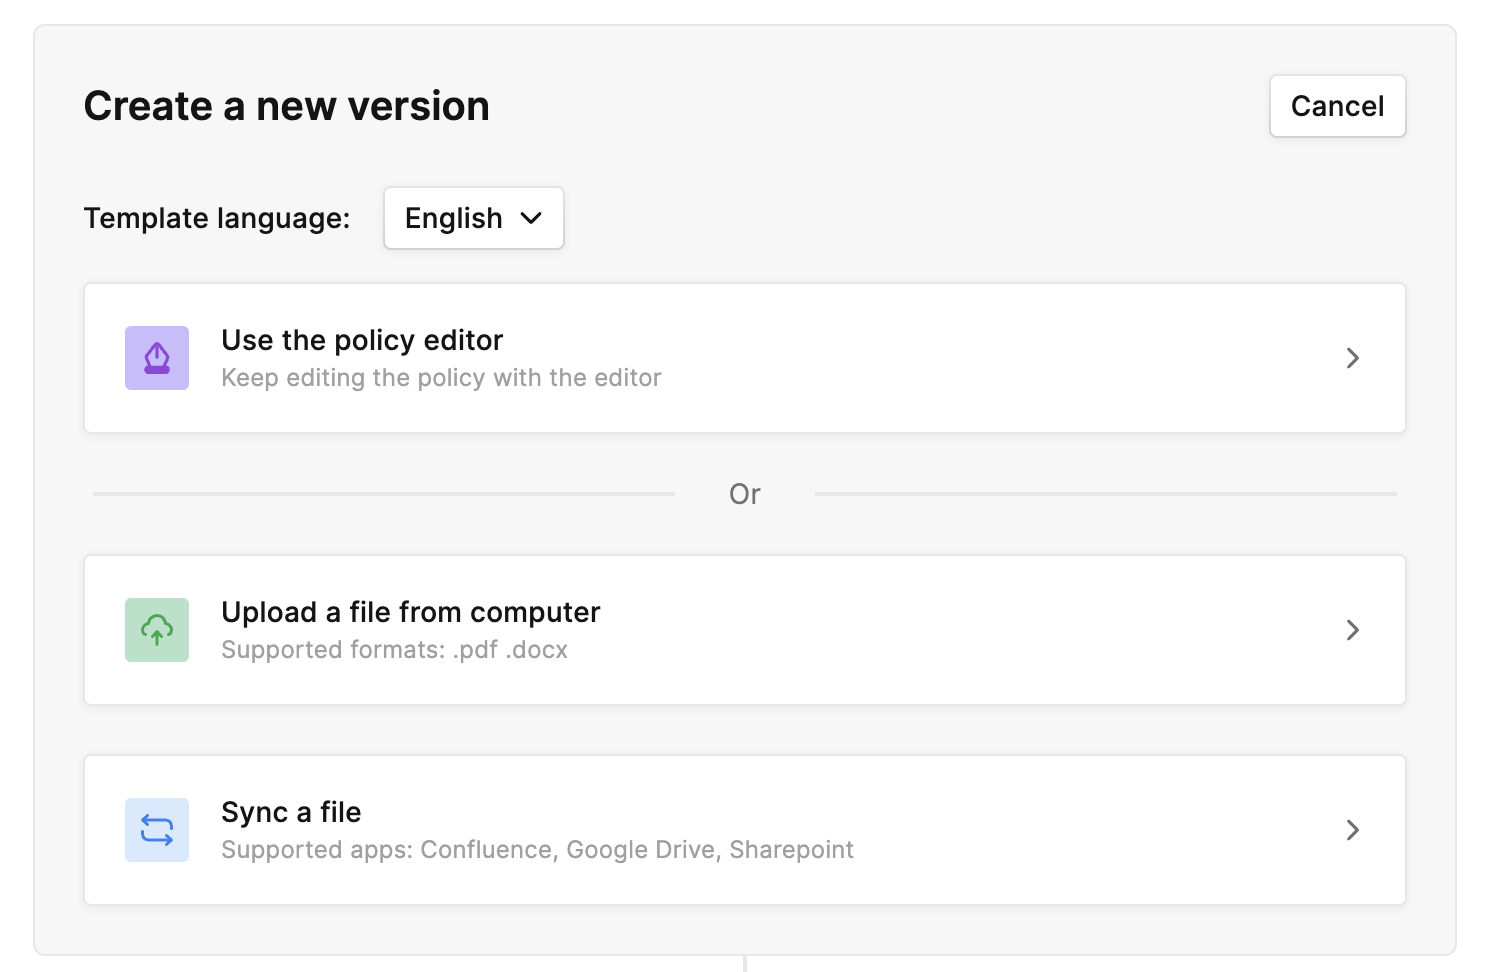 Create a new version
Cancel
Template language:
English
Use the policy editor
Keep editing the policy with the editor
Or
Upload a file from computer
Supported formats: .pdf .docx
Sync a file
Supported apps: Confluence, Google Drive, Sharepoint